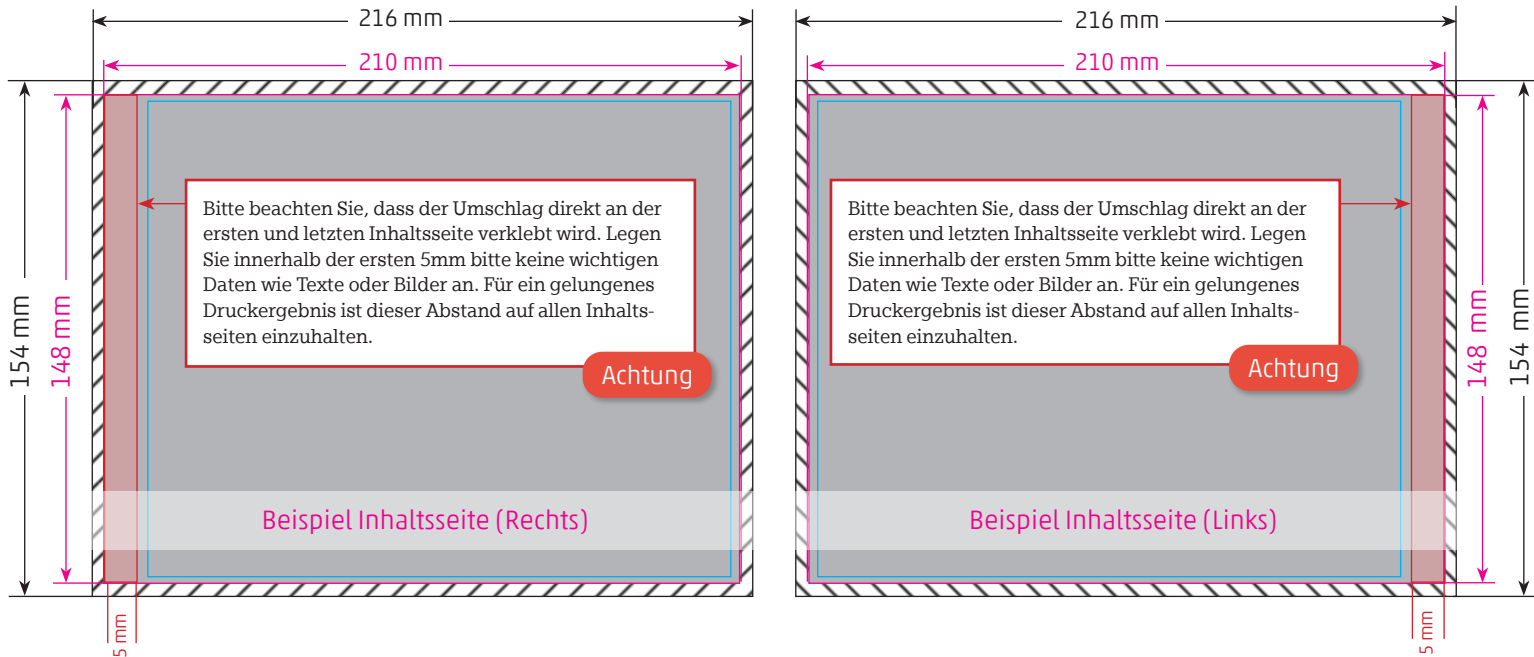 216 mm
210 mm
154 mm
148 mm
Bitte beachten Sie, dass der Umschlag direkt an der
ersten und letzten Inhaltsseite verklebt wird. Legen
Sie innerhalb der ersten 5mm bitte keine wichtigen
Daten wie Texte oder Bilder an. Für ein gelungenes
Druckergebnis ist dieser Abstand auf allen Inhalts-
seiten einzuhalten.
Achtung
Beispiel Inhaltsseite (Rechts)
5 mm
216 mm
210 mm
Bitte beachten Sie, dass der Umschlag direkt an der
ersten und letzten Inhaltsseite verklebt wird. Legen
Sie innerhalb der ersten 5mm bitte keine wichtigen
Daten wie Texte oder Bilder an. Für ein gelungenes
Druckergebnis ist dieser Abstand auf allen Inhalts-
seiten einzuhalten.
Achtung
148 mm
154 mm
Beispiel Inhaltsseite (Links)
5 mm